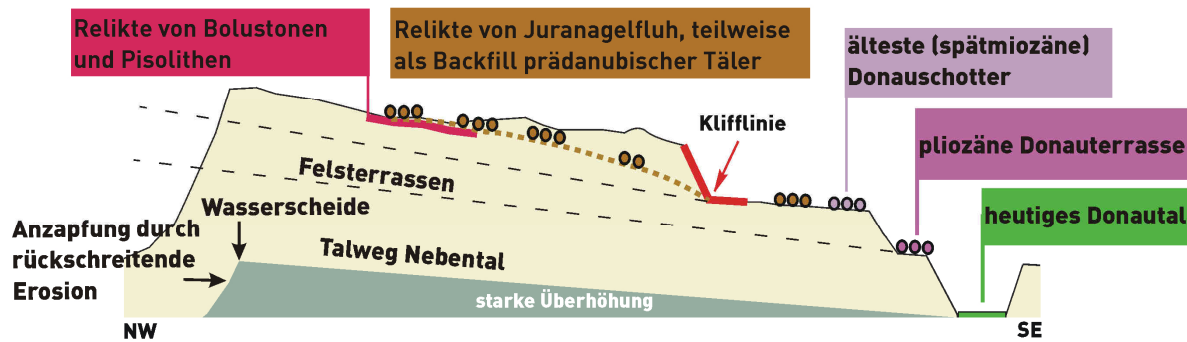 Relikte von Bolustonen
und Pisolithen
Relikte von Juranagelfluh, teilweise
als Backfill prädanubischer Täler
älteste (spätmiozäne)
Donauschotter
Klifflinie
pliozäne Donauterrasse
Felsterrassen
Wasserscheide
heutiges Donautal
Anzapfung durch
rückschreitende
Erosion
Talweg Nebental
starke Überhöhung
NW
SE